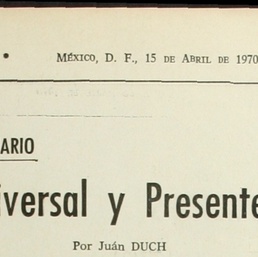 MÉXICO, D. F., 15 DE ABRIL DE 1970
ARIO
iversal y Presente
Por Juán DUCH